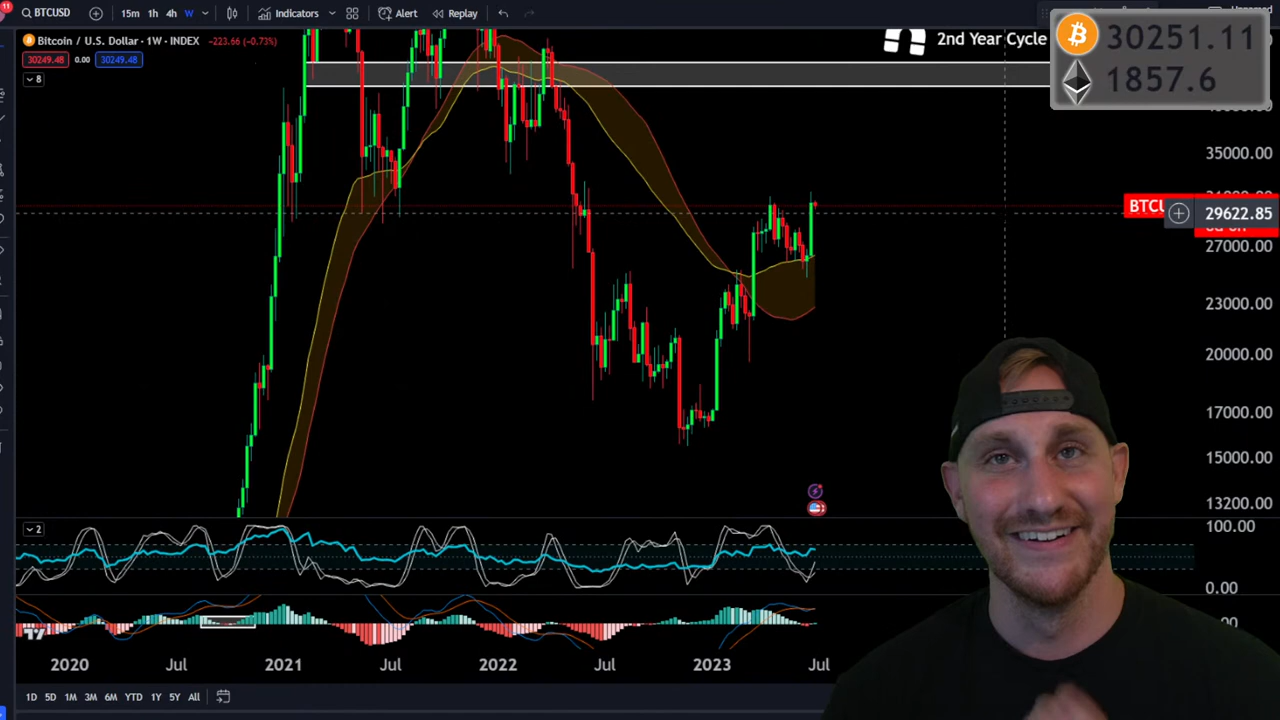 11
BTCUSD
15m 1h 4h W
Indicators
Alert
Replay
Bitcoin / U.S. Dollar · 1W · INDEX -223.66 (-0.73%)
30249.48 0.00 30249.48
8
2nd Year Cycle
30251.11
1857.6
35000.00
BTCU
29622.85
27000.00
23000.00
20000.00
17000.00
15000.00
13200.00
2
100.00
0.00
2020 Jul 2021 Jul 2022 Jul 2023 Jul
1D 5D 1M 3M 6M YTD 1Y 5Y All